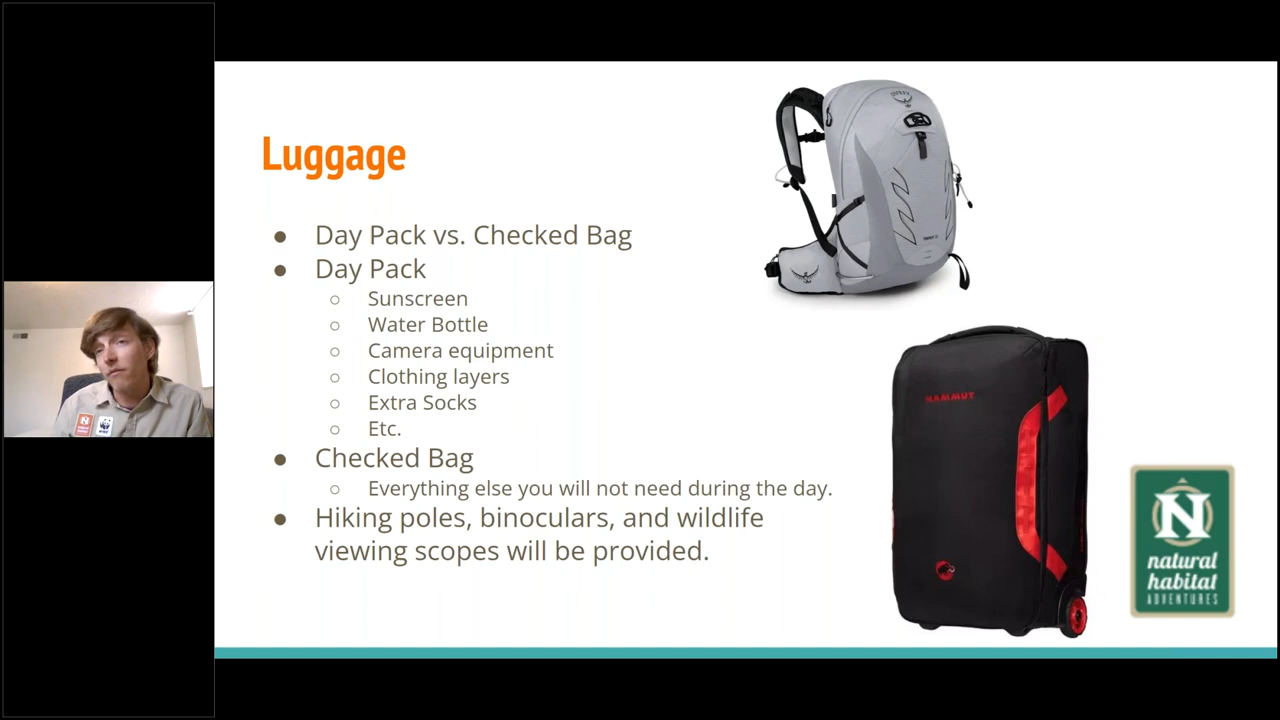 Luggage
Day Pack vs. Checked Bag
Day Pack
Sunscreen
Water Bottle
Camera equipment
Clothing layers
Extra Socks
Etc.
Checked Bag
Everything else you will not need during the day.
Hiking poles, binoculars, and wildlife
viewing scopes will be provided.
OSPREY
MAMMUT
N
natural
habitat
ADVENTURES